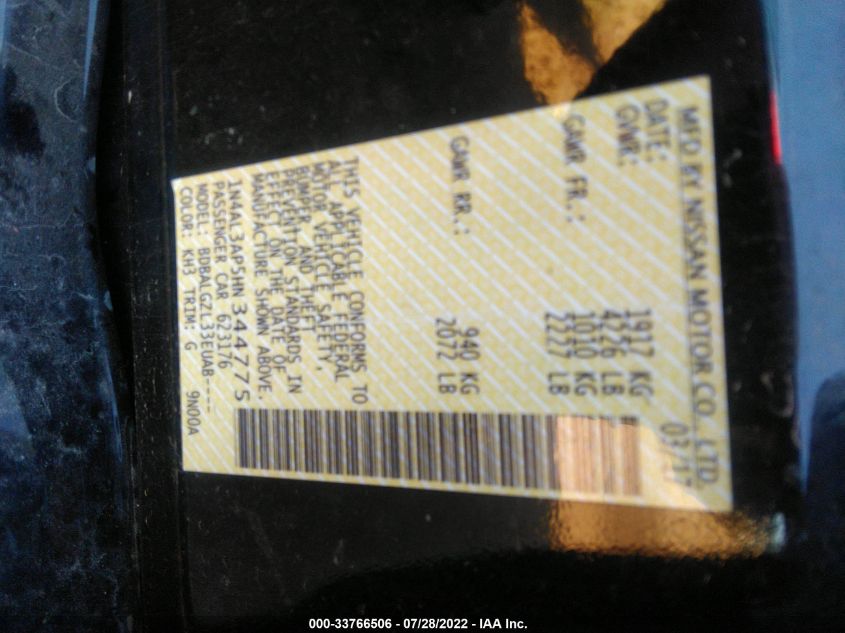 MFD BY NISSAN MOTOR CO., LTD
DATE: 03/17
GVWR: 1917 KG
4226 LB
GAWR FR.: 1010 KG
2227 LB
GAWR RR.: 940 KG
2072 LB
THIS VEHICLE CONFORMS TO
ALL APPLICABLE FEDERAL
MOTOR VEHICLE SAFETY,
BUMPER, AND THEFT
PREVENTION STANDARDS IN
EFFECT ON THE DATE OF
MANUFACTURE SHOWN ABOVE.
1N4AL3AP5HN344775
PASSENGER CAR 623176
MODEL: BDBALGZL33EUAB----
COLOR: KH3 TRIM: G 9N00A
000-33766506 - 07/28/2022 - IAA Inc.